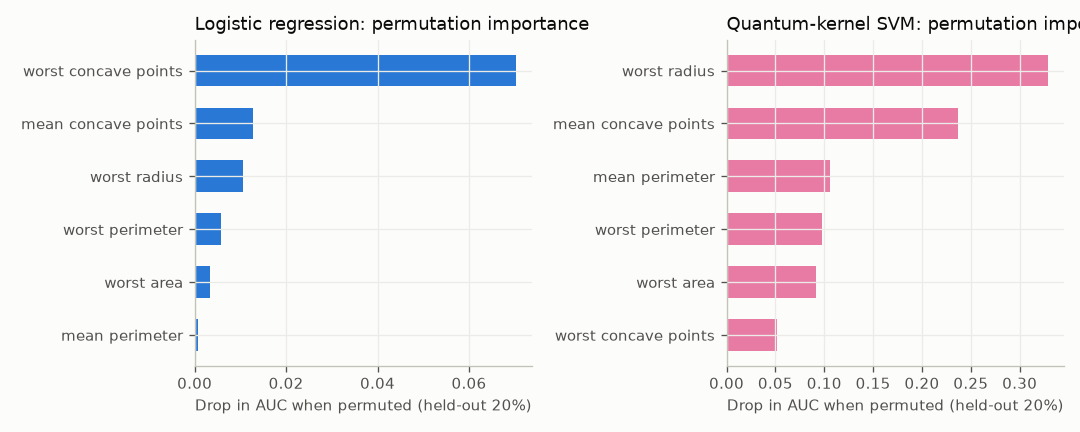 Logistic regression: permutation importance
worst concave points
mean concave points
worst radius
worst perimeter
worst area
mean perimeter
0.00 0.02 0.04 0.06
Drop in AUC when permuted (held-out 20%)
Quantum-kernel SVM: permutation impo
worst radius
mean concave points
mean perimeter
worst perimeter
worst area
worst concave points
0.00 0.05 0.10 0.15 0.20 0.25 0.30
Drop in AUC when permuted (held-out 20%)